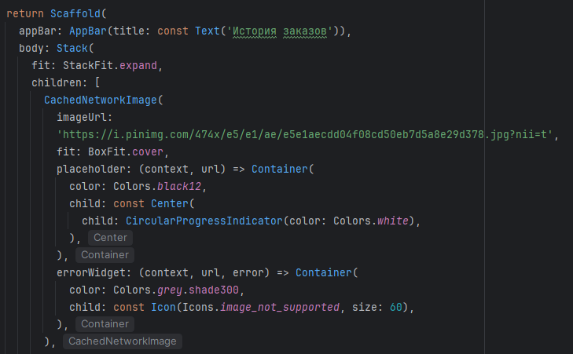 return Scaffold(
appBar: AppBar(title: const Text('История заказов')),
body: Stack(
fit: StackFit.expand,
children: [
CachedNetworkImage(
imageUrl:
'https://i.pinimg.com/474x/e5/e1/ae/e5e1aecdd04f08cd50eb7d5a8e29d378.jpg?nii=t',
fit: BoxFit.cover,
placeholder: (context, url) => Container(
color: Colors.black12,
child: const Center(
child: CircularProgressIndicator(color: Colors.white),
), Center
), Container
errorWidget: (context, url, error) => Container(
color: Colors.grey.shade300,
child: const Icon(Icons.image_not_supported, size: 60),
), Container
), CachedNetworkImage